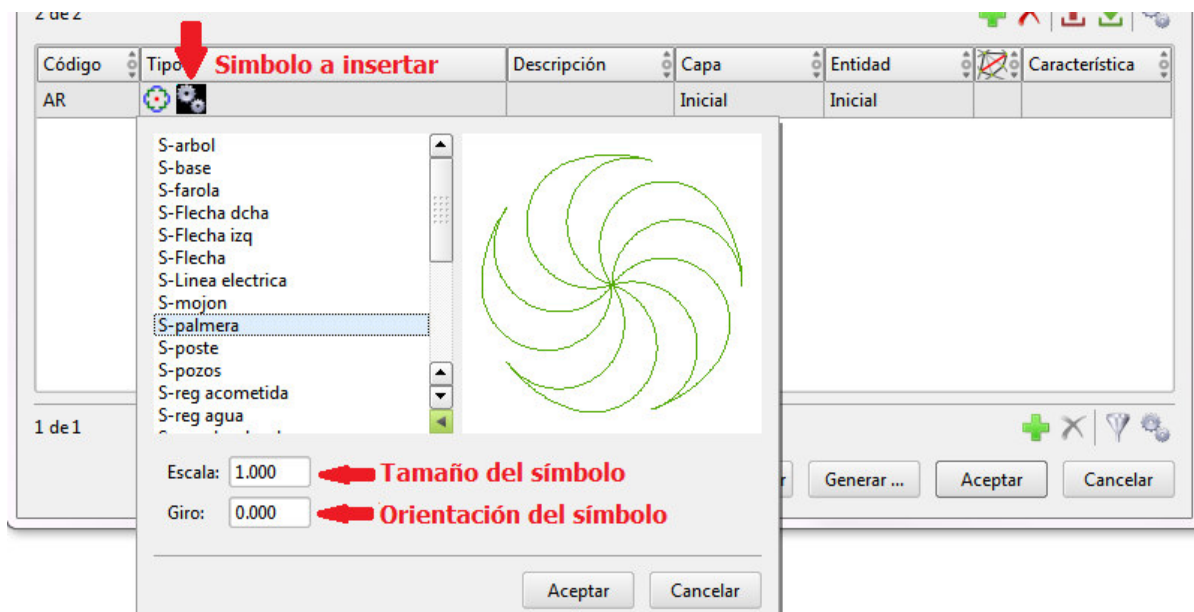 2 de 2
Código Tipo Simbolo a insertar Descripción Capa Entidad Característica
AR Inicial Inicial
S-arbol
S-base
S-farola
S-Flecha dcha
S-Flecha izq
S-Flecha
S-Linea electrica
S-mojon
S-palmera
S-poste
S-pozos
S-reg acometida
S-reg agua
1 de 1
Escala: 1.000 Tamaño del símbolo
Giro: 0.000 Orientación del símbolo
Generar ... Aceptar Cancelar
Aceptar Cancelar